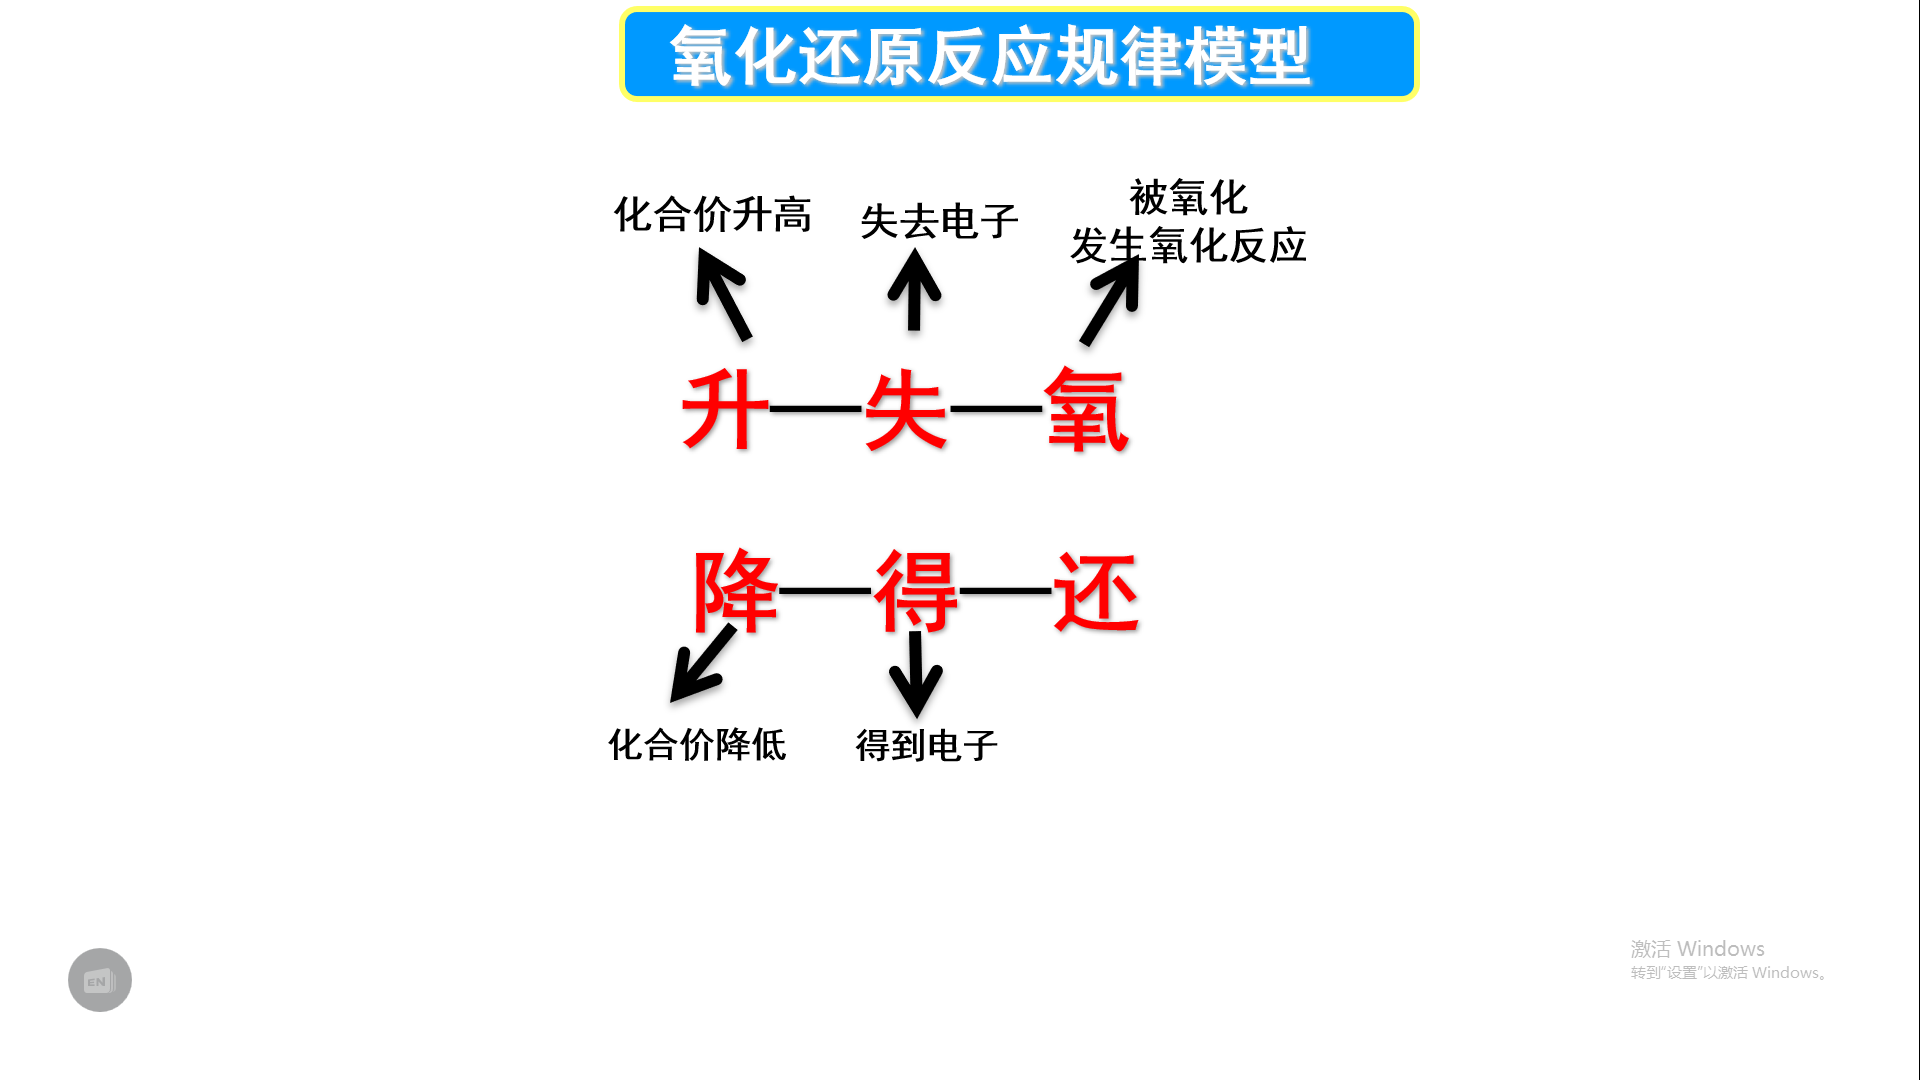 氧化还原反应规律模型
化合价升高
失去电子
被氧化
发生氧化反应
升—失—氧
降—得—还
化合价降低
得到电子
EN
激活 Windows
转到“设置”以激活 Windows。